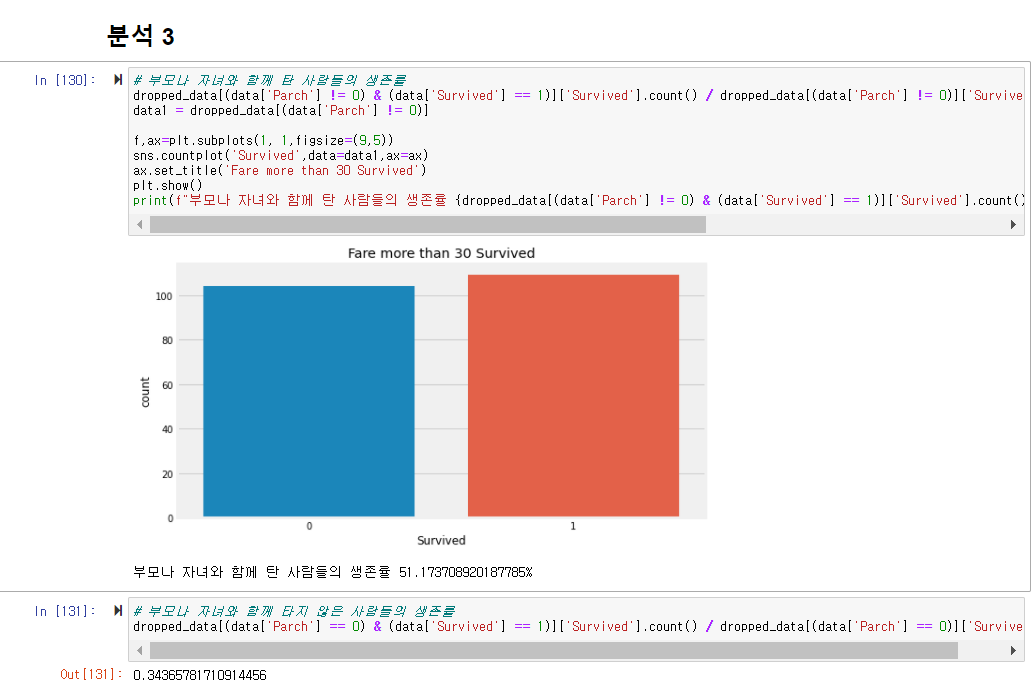 분석 3
In [130]:
# 부모나 자녀와 함께 탄 사람들의 생존률
dropped_data[(data['Parch'] != 0) & (data['Survived'] == 1)]['Survived'].count() / dropped_data[(data['Parch'] != 0)]['Survive
data1 = dropped_data[(data['Parch'] != 0)]
f,ax=plt.subplots(1, 1,figsize=(9,5))
sns.countplot('Survived',data=data1,ax=ax)
ax.set_title('Fare more than 30 Survived')
plt.show()
print(f"부모나 자녀와 함께 탄 사람들의 생존률 {dropped_data[(data['Parch'] != 0) & (data['Survived'] == 1)]['Survived'].count()
Fare more than 30 Survived
100
80
60
40
20
0
count
0 1
Survived
부모나 자녀와 함께 탄 사람들의 생존률 51.173708920187785%
In [131]:
# 부모나 자녀와 함께 타지 않은 사람들의 생존률
dropped_data[(data['Parch'] == 0) & (data['Survived'] == 1)]['Survived'].count() / dropped_data[(data['Parch'] == 0)]['Survive
Out[131]: 0.34365781710914456